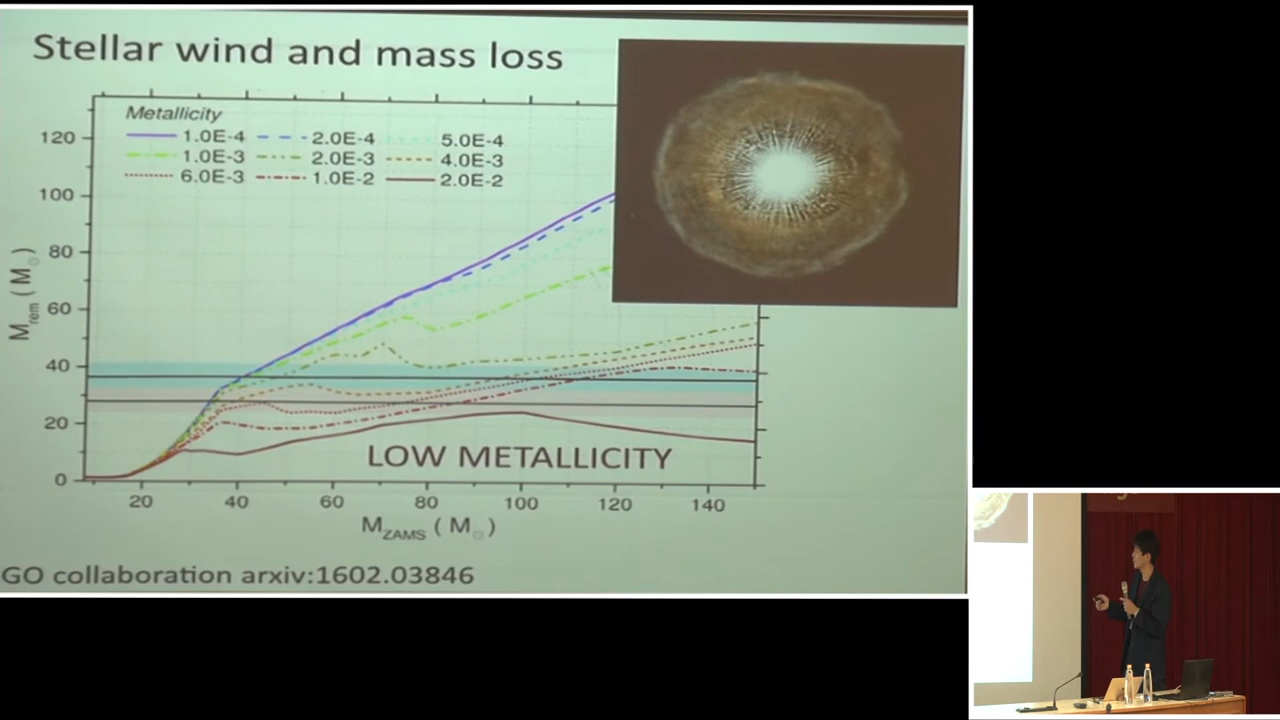 Stellar wind and mass loss
Metallicity
1.0E-4 2.0E-4 5.0E-4
1.0E-3 2.0E-3 4.0E-3
6.0E-3 1.0E-2 2.0E-2
120
100
80
60
40
20
0
M_rem (M☉)
LOW METALLICITY
20 40 60 80 100 120 140
M_ZAMS (M☉)
GO collaboration arxiv:1602.03846